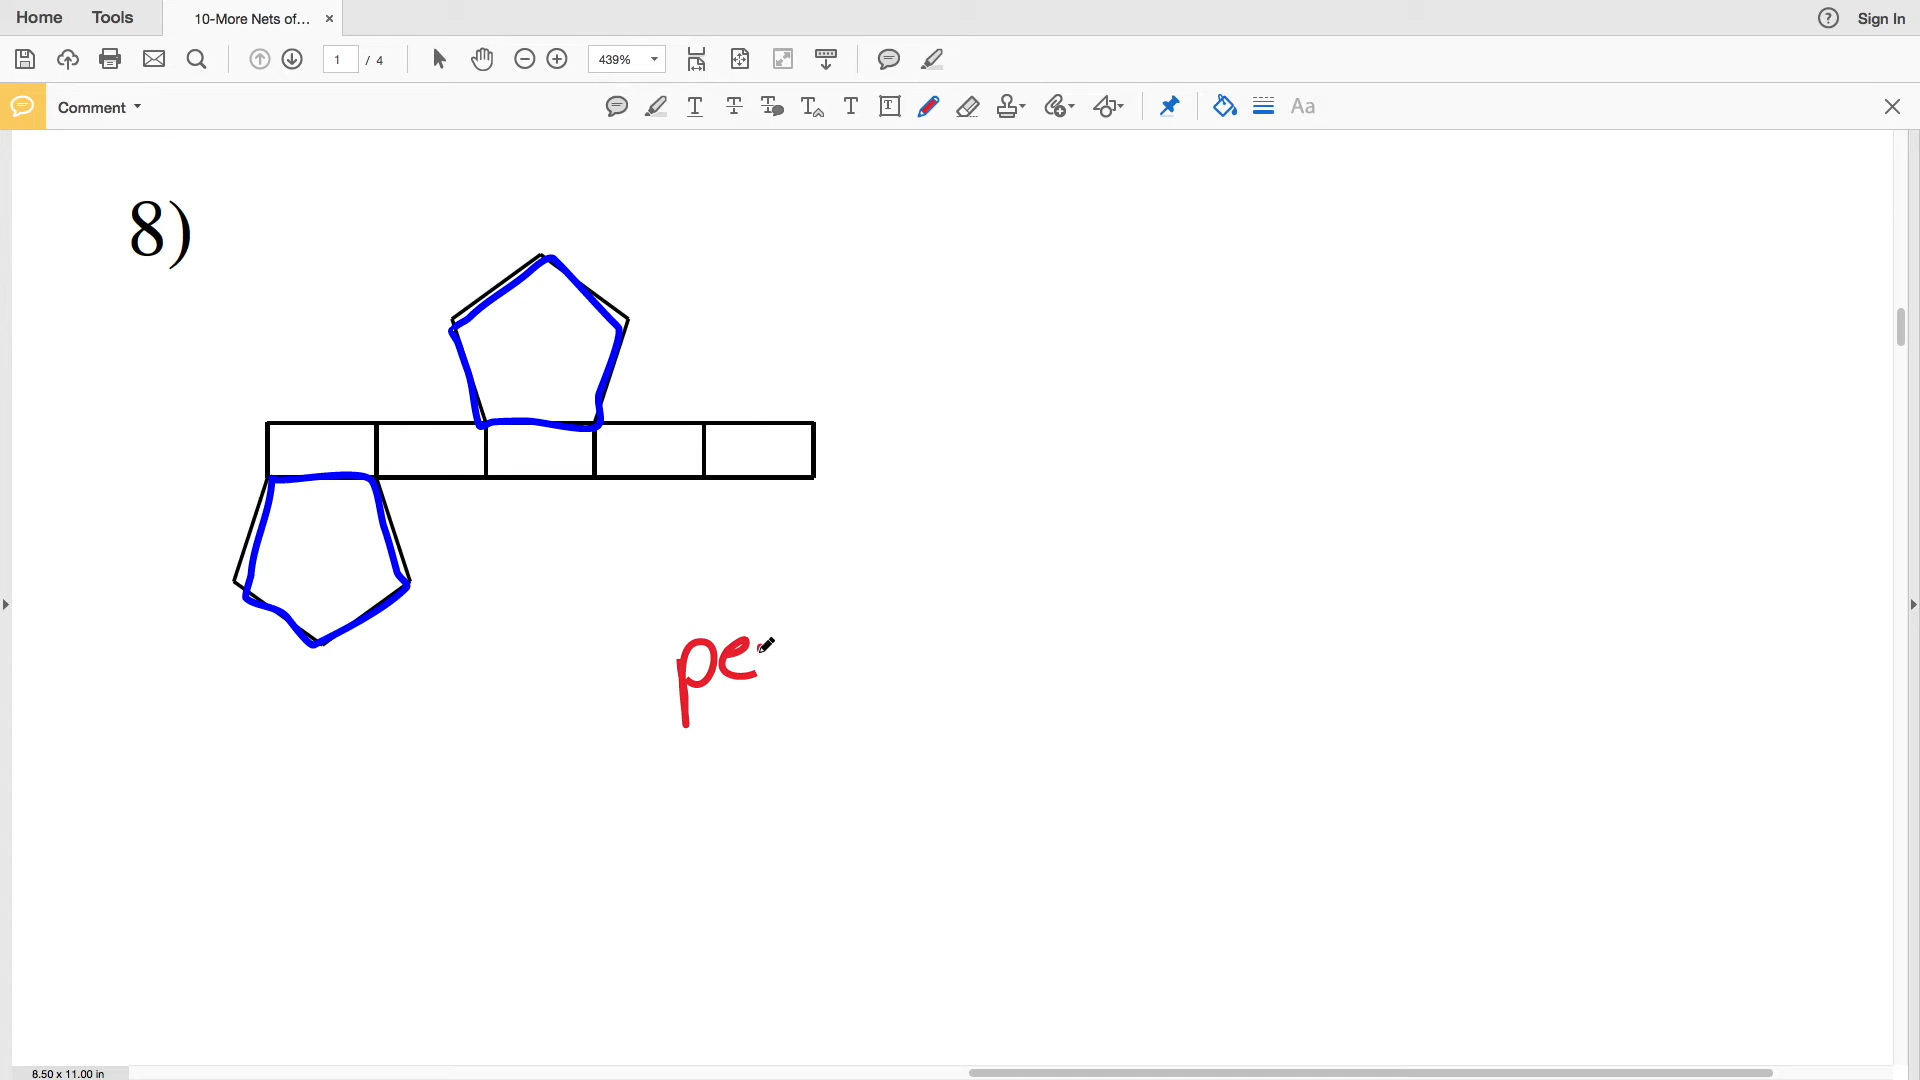 Home Tools 10-More Nets of... × ? Sign In
1 / 4 439%
Comment T T T T T T Aa
8)
pe
8.50 x 11.00 in